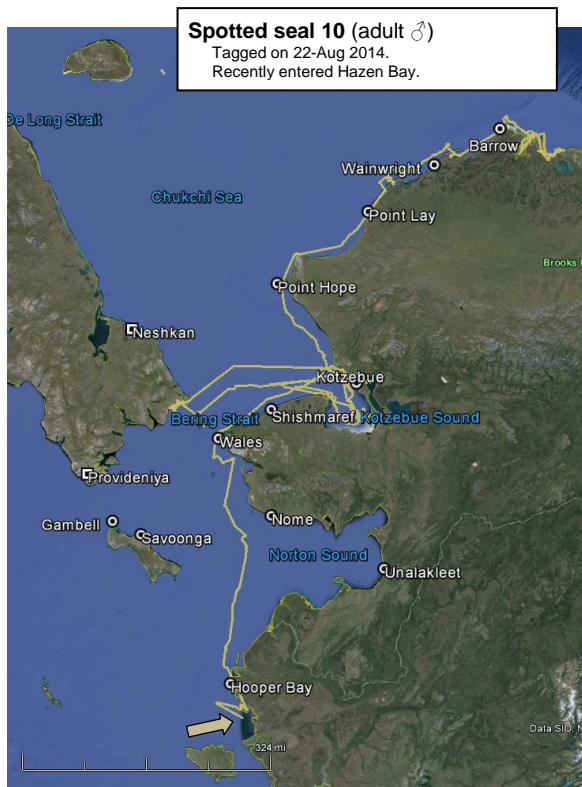 Spotted seal 10 (adult ♂)
Tagged on 22-Aug 2014.
Recently entered Hazen Bay.
De Long Strait
Barrow
Wainwright
Chukchi Sea
Point Lay
Brooks
Point Hope
Neshkan
Kotzebue
Bering Strait
Shishmaref
Kotzebue Sound
Wales
Provideniya
Gambell
Nome
Savoonga
Norton Sound
Unalakleet
Hooper Bay
Data SIO, N
324 mi